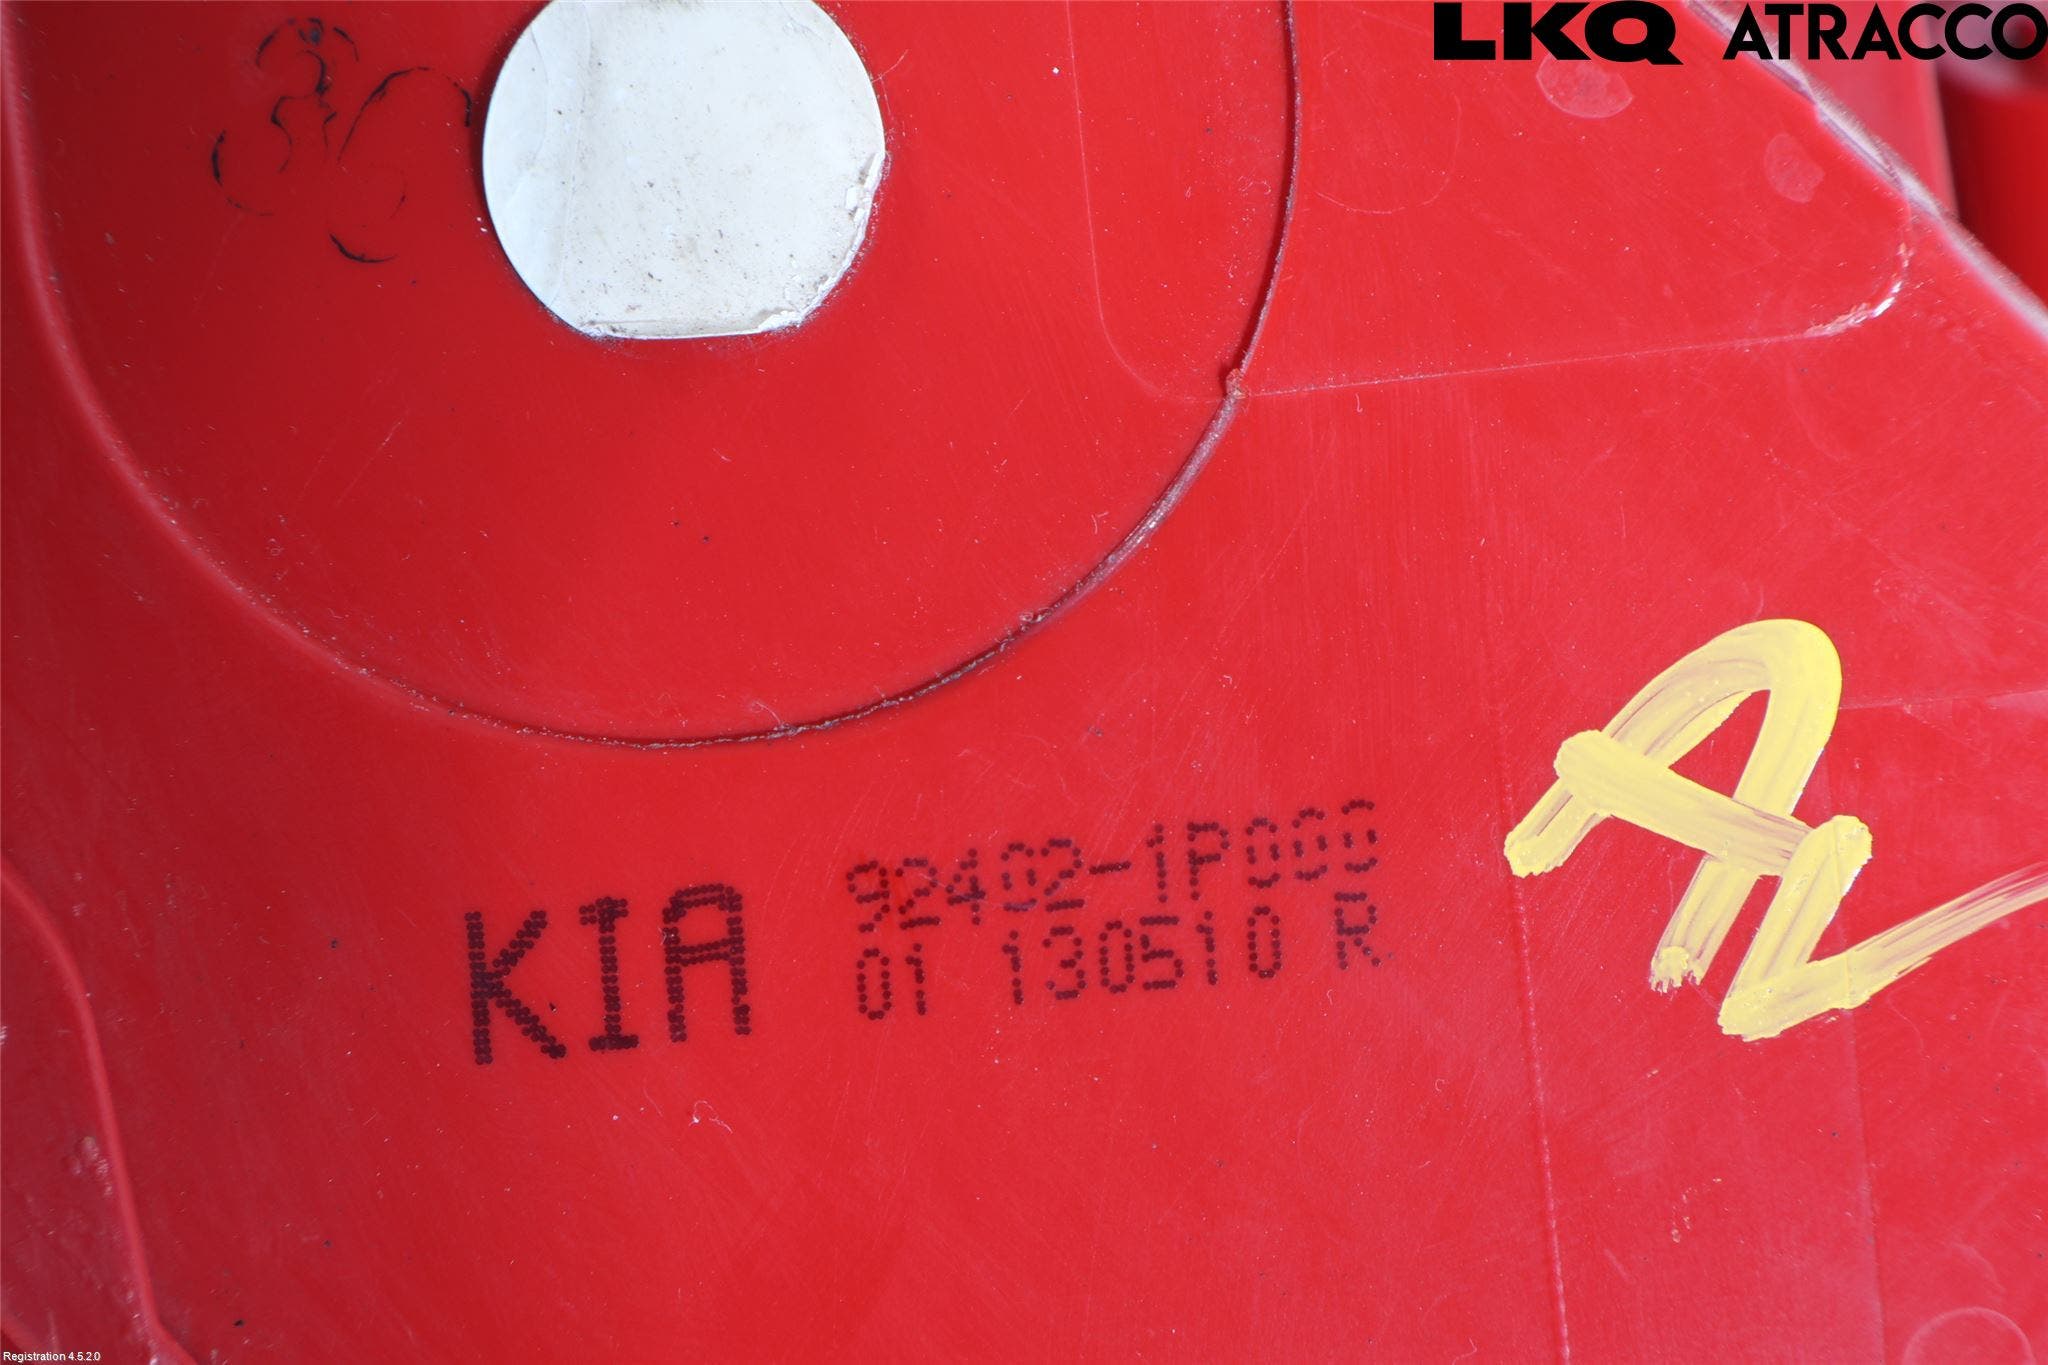 LKQ ATRACCO
KIA 92402-1P000
01 130510 R
Registration 4.5.2.0